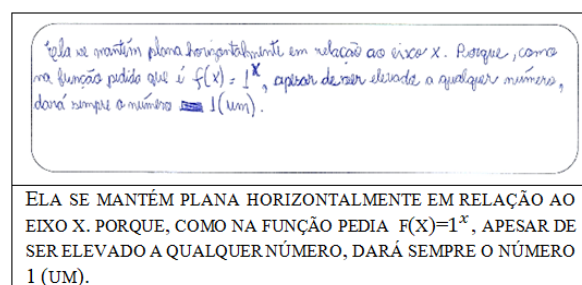 Ela se mantém plana horizontalmente em relação ao eixo x. Porque, como
na função pedida que é f(x) = 1^x, apesar de ser elevada a qualquer número,
dará sempre o número 1 (um).
ELA SE MANTÉM PLANA HORIZONTALMENTE EM RELAÇÃO AO
EIXO X. PORQUE, COMO NA FUNÇÃO PEDIA F(X)=1^x, APESAR DE
SER ELEVADO A QUALQUER NÚMERO, DARÁ SEMPRE O NÚMERO
1 (UM).